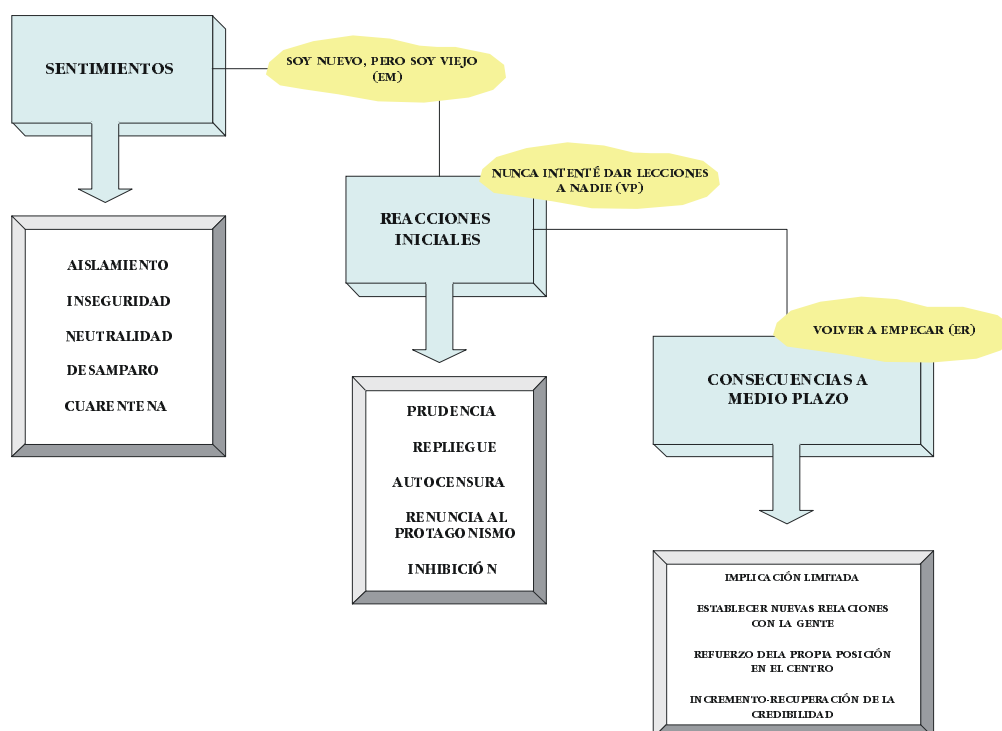 SENTIMIENTOS
SOY NUEVO, PERO SOY VIEJO
(EM)
AISLAMIENTO
INSEGURIDAD
NEUTRALIDAD
DESAMPARO
CUARENTENA
NUNCA INTENTÉ DAR LECCIONES
A NADIE (VP)
REACCIONES
INICIALES
PRUDENCIA
REPLIEGUE
AUTOCENSURA
RENUNCIA AL
PROTAGONISMO
INHIBICIÓN
VOLVER A EMPECAR (ER)
CONSECUENCIAS A
MEDIO PLAZO
IMPLICACIÓN LIMITADA
ESTABLECER NUEVAS RELACIONES
CON LA GENTE
REFUERZO DELA PROPIA POSICIÓN
EN EL CENTRO
INCREMENTO-RECUPERACIÓN DE LA
CREDIBILIDAD